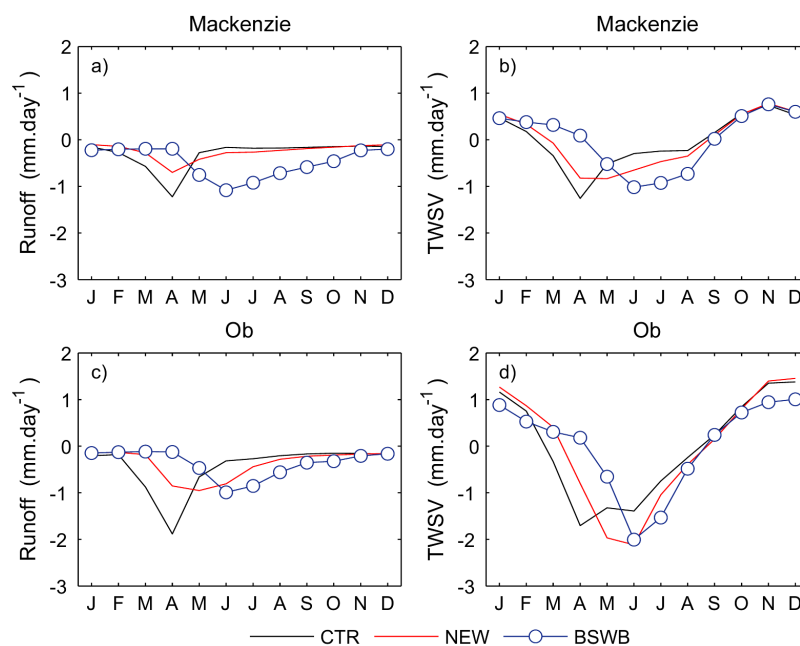 Mackenzie
Mackenzie
a)
b)
Runoff (mm.day⁻¹ )
TWSV (mm.day⁻¹ )
2
1
0
-1
-2
-3
2
1
0
-1
-2
-3
J F M A M J J A S O N D
J F M A M J J A S O N D
Ob
Ob
c)
d)
Runoff (mm.day⁻¹ )
TWSV (mm.day⁻¹ )
2
1
0
-1
-2
-3
2
1
0
-1
-2
-3
J F M A M J J A S O N D
J F M A M J J A S O N D
CTR NEW BSWB